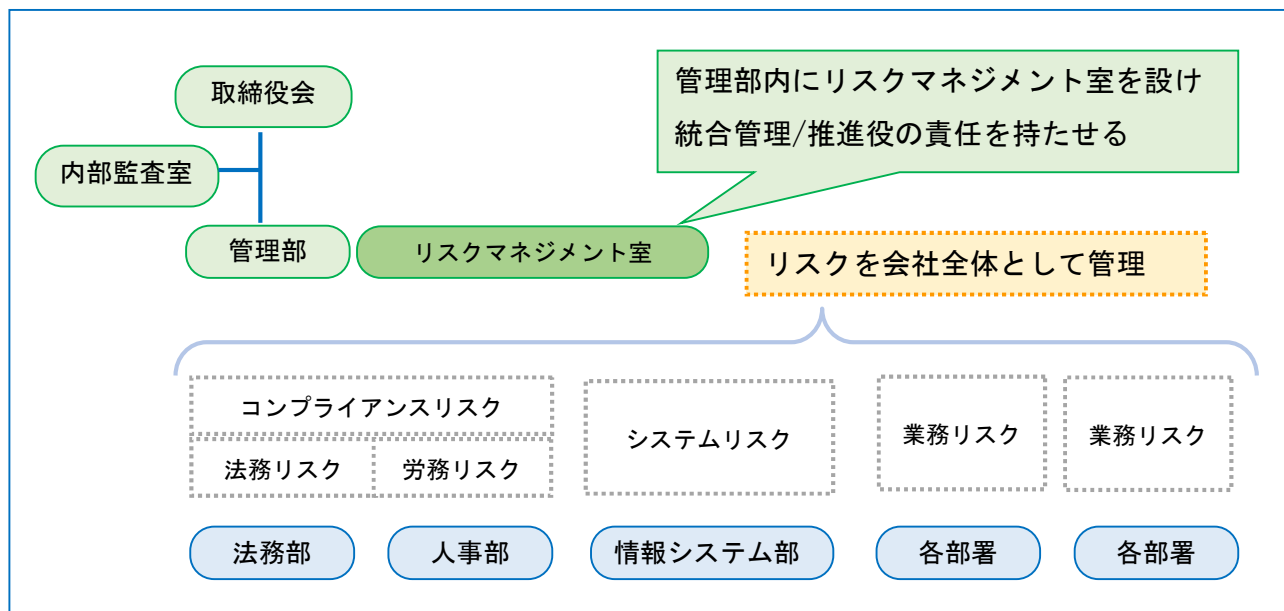 取締役会
管理部内にリスクマネジメント室を設け
統合管理/推進役の責任を持たせる
内部監査室
管理部
リスクマネジメント室
リスクを会社全体として管理
コンプライアンスリスク
法務リスク
労務リスク
システムリスク
業務リスク
業務リスク
法務部
人事部
情報システム部
各部署
各部署